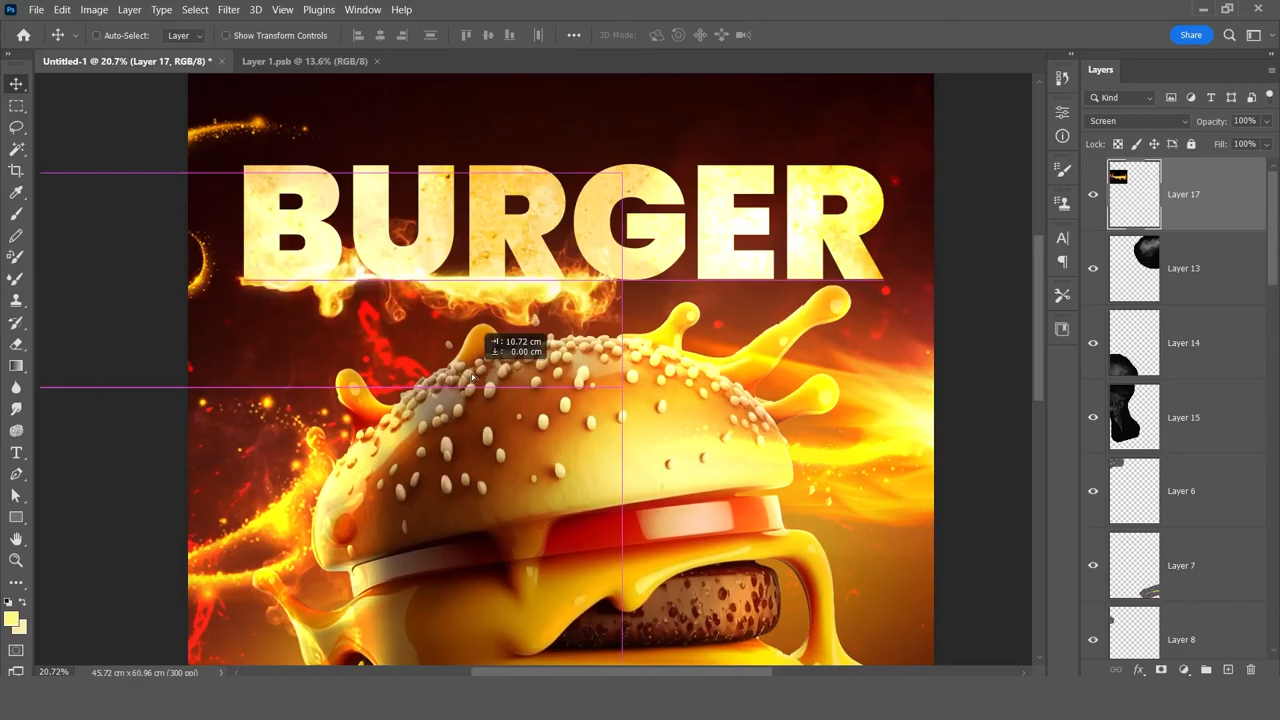 Ps File Edit Image Layer Type Select Filter 3D View Plugins Window Help
Auto-Select: Layer Show Transform Controls 3D Mode: Share
Untitled-1 @ 20.7% (Layer 17, RGB/8) * × Layer 1.psb @ 13.6% (RGB/8) ×
Layers
Kind
Screen Opacity: 100%
Lock: Fill: 100%
Layer 17
Layer 13
Layer 14
Layer 15
Layer 6
Layer 7
Layer 8
BURGER
: 10.72 cm
: 0.00 cm
20.72% 45.72 cm x 60.96 cm (300 ppi)